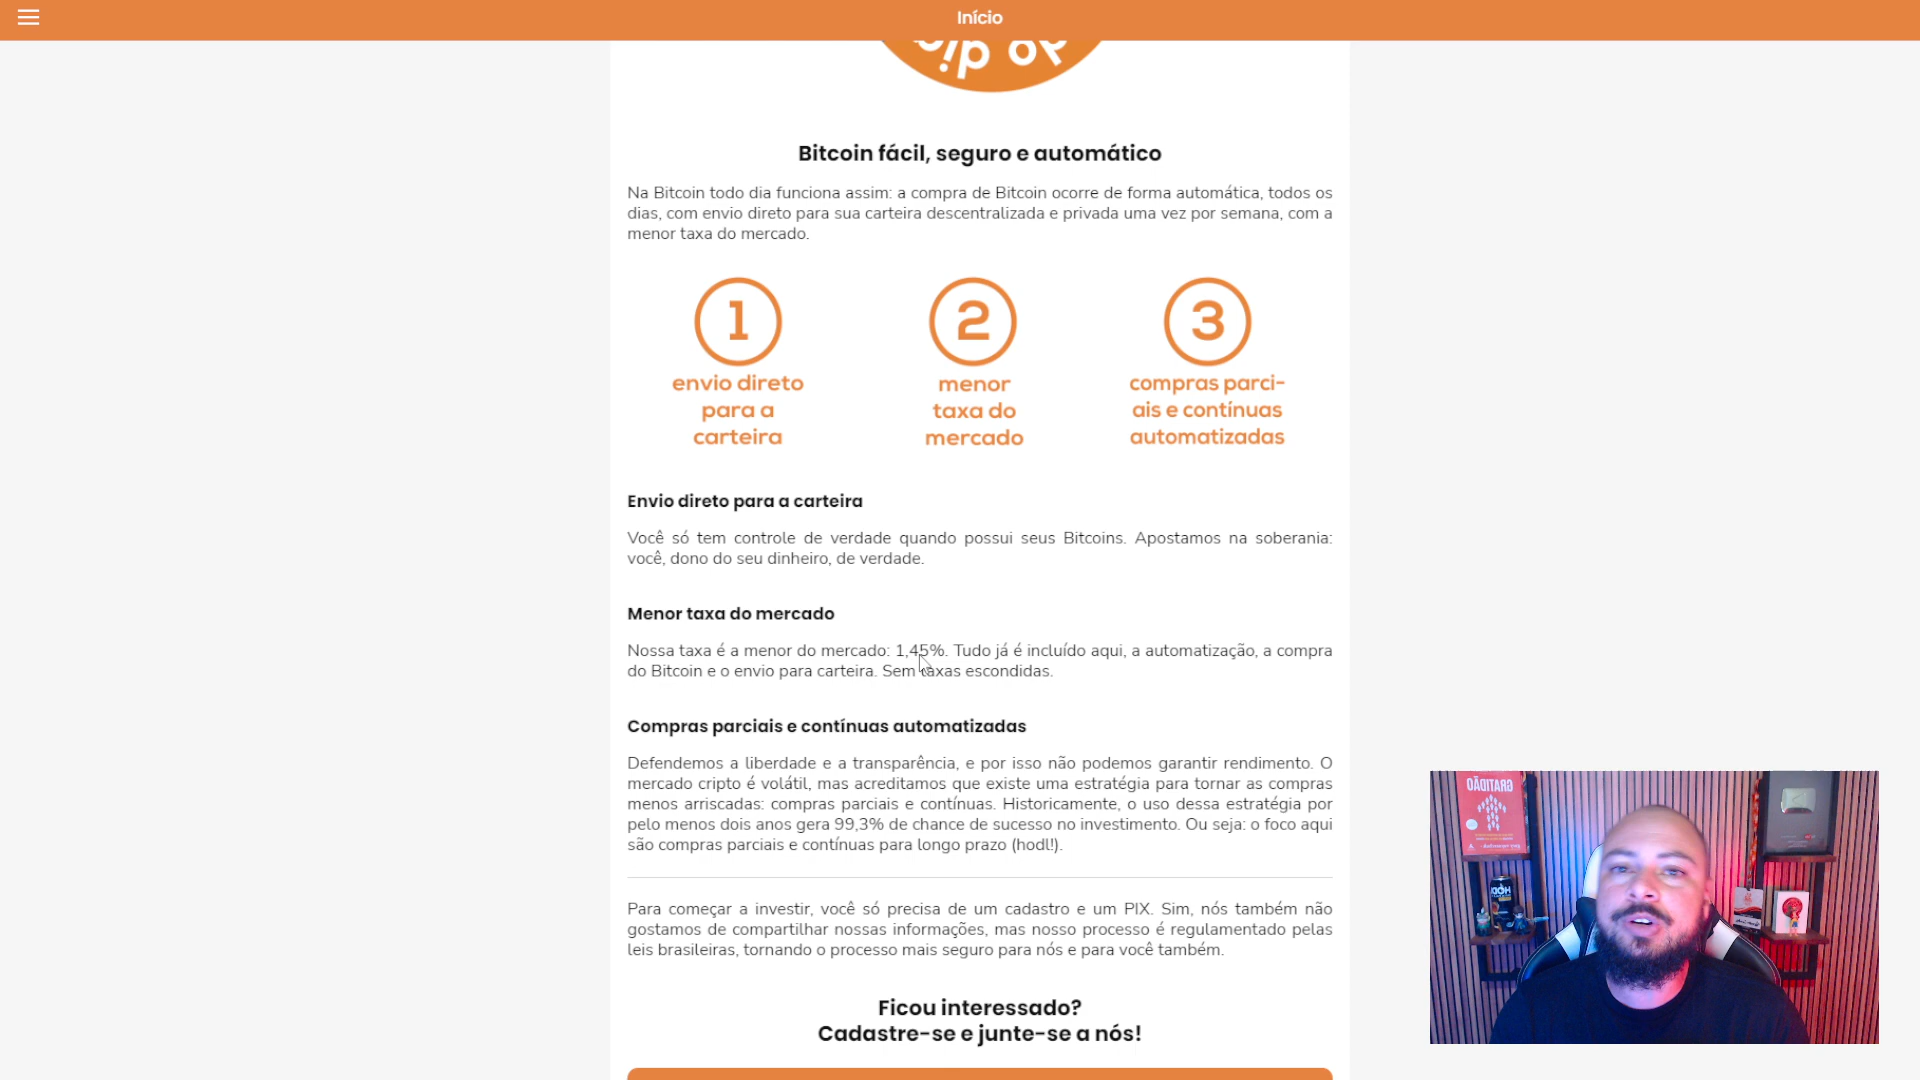 Início
Bitcoin fácil, seguro e automático
Na Bitcoin todo dia funciona assim: a compra de Bitcoin ocorre de forma automática, todos os
dias, com envio direto para sua carteira descentralizada e privada uma vez por semana, com a
menor taxa do mercado.
1
envio direto
para a
carteira
2
menor
taxa do
mercado
3
compras parci-
ais e contínuas
automatizadas
Envio direto para a carteira
Você só tem controle de verdade quando possui seus Bitcoins. Apostamos na soberania:
você, dono do seu dinheiro, de verdade.
Menor taxa do mercado
Nossa taxa é a menor do mercado: 1,45%. Tudo já é incluído aqui, a automatização, a compra
do Bitcoin e o envio para carteira. Sem taxas escondidas.
Compras parciais e contínuas automatizadas
Defendemos a liberdade e a transparência, e por isso não podemos garantir rendimento. O
mercado cripto é volátil, mas acreditamos que existe uma estratégia para tornar as compras
menos arriscadas: compras parciais e contínuas. Historicamente, o uso dessa estratégia por
pelo menos dois anos gera 99,3% de chance de sucesso no investimento. Ou seja: o foco aqui
são compras parciais e contínuas para longo prazo (hodl!).
Para começar a investir, você só precisa de um cadastro e um PIX. Sim, nós também não
gostamos de compartilhar nossas informações, mas nosso processo é regulamentado pelas
leis brasileiras, tornando o processo mais seguro para nós e para você também.
Ficou interessado?
Cadastre-se e junte-se a nós!
GRATIDÃO